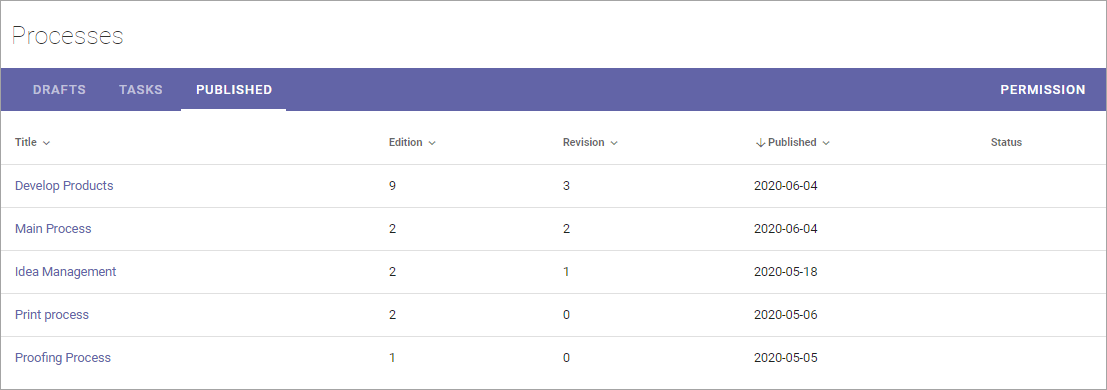 Processes
DRAFTS TASKS PUBLISHED PERMISSION
Title Edition Revision Published Status
Develop Products 9 3 2020-06-04
Main Process 2 2 2020-06-04
Idea Management 2 1 2020-05-18
Print process 2 0 2020-05-06
Proofing Process 1 0 2020-05-05